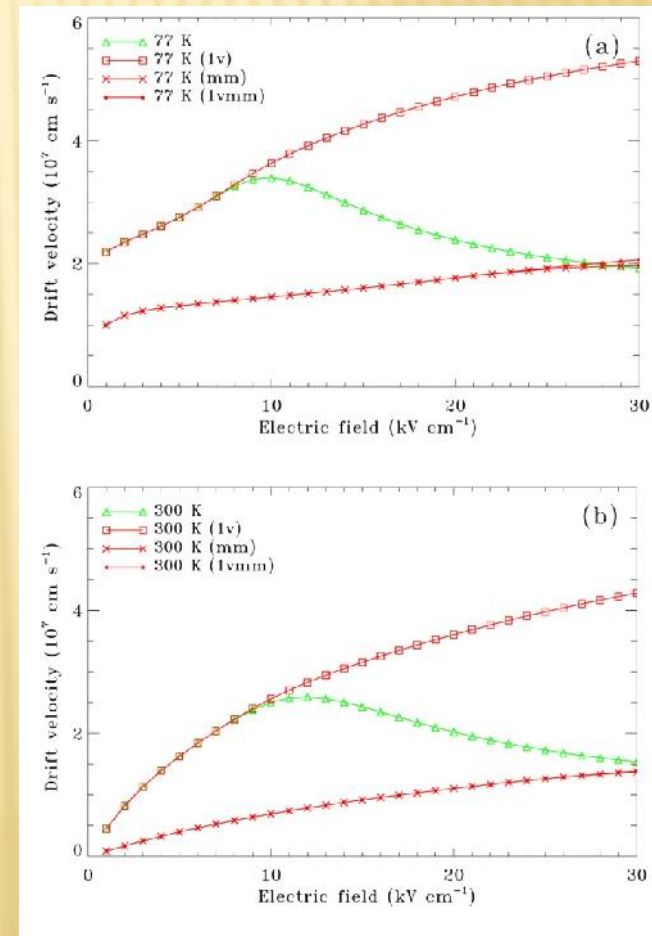 6
4
2
0
Drift velocity (10⁷ cm s⁻¹)
77 K
77 K (1v)
77 K (mm)
77 K (1vmm)
(a)
0 10 20 30
Electric field (kV cm⁻¹)
6
4
2
0
Drift velocity (10⁷ cm s⁻¹)
300 K
300 K (1v)
300 K (mm)
300 K (1vmm)
(b)
0 10 20 30
Electric field (kV cm⁻¹)